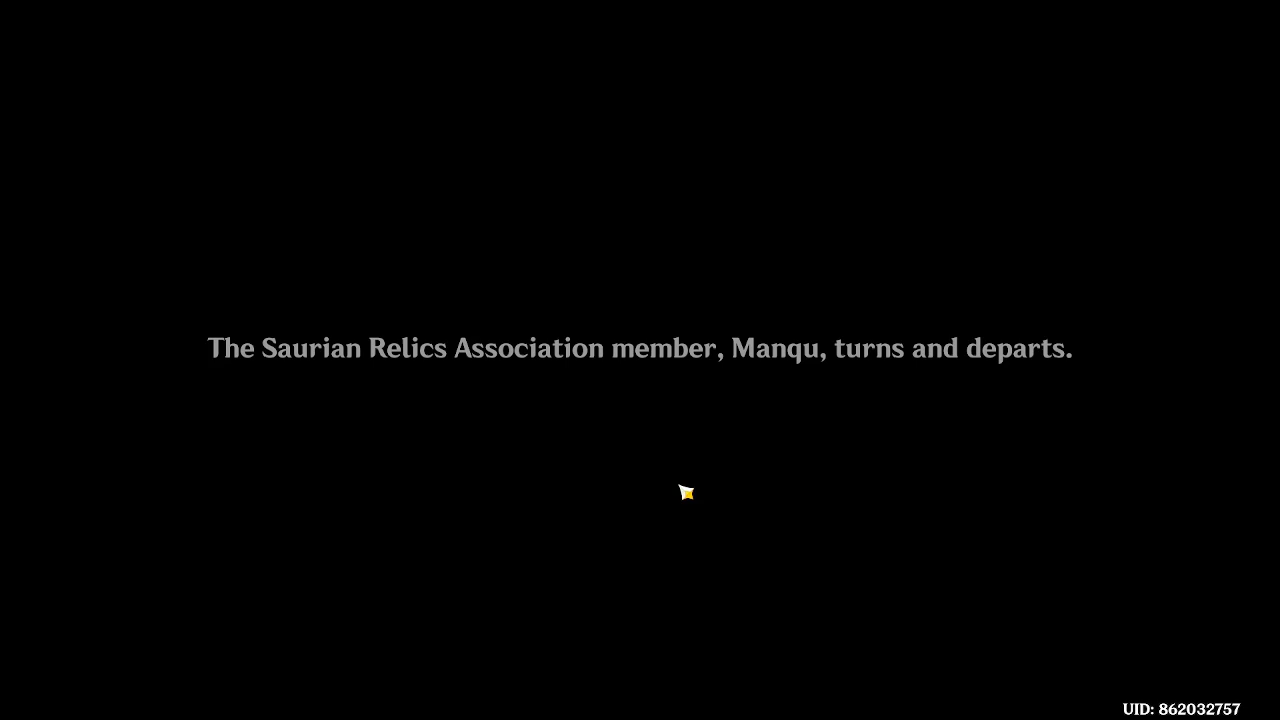 The Saurian Relics Association member, Manqu, turns and departs.
UID: 862032757